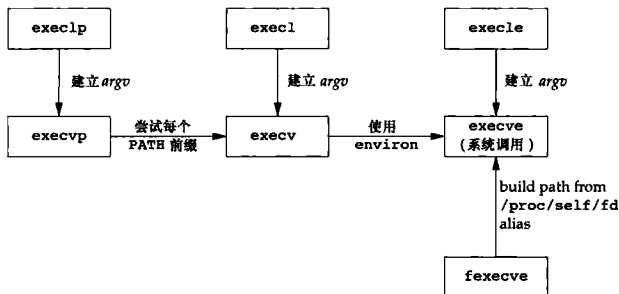 execlp
execl
execle
建立 argv
建立 argv
建立 argv
execvp
尝试每个
PATH 前缀
execv
使用
environ
execve
(系统调用)
build path from
/proc/self/fd
alias
fexecve